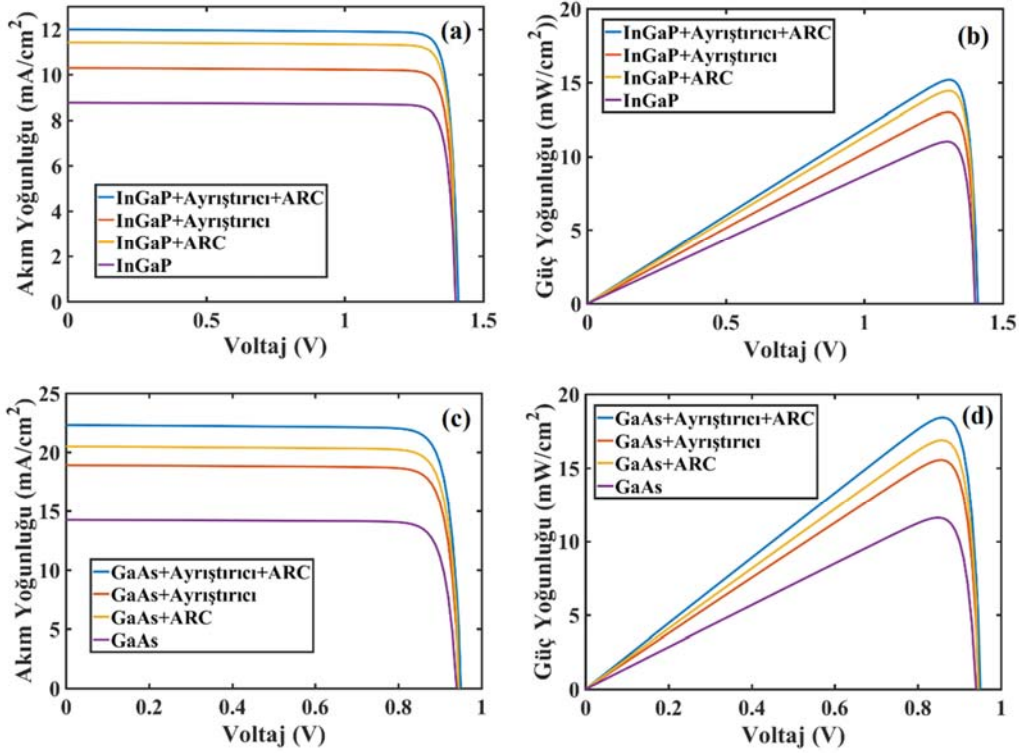 (a)
Akım Yoğunluğu (mA/cm²)
12
10
8
6
4
2
0
InGaP+Ayrıştırıcı+ARC
InGaP+Ayrıştırıcı
InGaP+ARC
InGaP
0
0.5
1
1.5
Voltaj (V)
(b)
Güç Yoğunluğu (mW/cm²)
20
15
10
5
0
InGaP+Ayrıştırıcı+ARC
InGaP+Ayrıştırıcı
InGaP+ARC
InGaP
0
0.5
1
1.5
Voltaj (V)
(c)
Akım Yoğunluğu (mA/cm²)
25
20
15
10
5
0
GaAs+Ayrıştırıcı+ARC
GaAs+Ayrıştırıcı
GaAs+ARC
GaAs
0
0.2
0.4
0.6
0.8
1
Voltaj (V)
(d)
Güç Yoğunluğu (mW/cm²)
20
15
10
5
0
GaAs+Ayrıştırıcı+ARC
GaAs+Ayrıştırıcı
GaAs+ARC
GaAs
0
0.2
0.4
0.6
0.8
1
Voltaj (V)